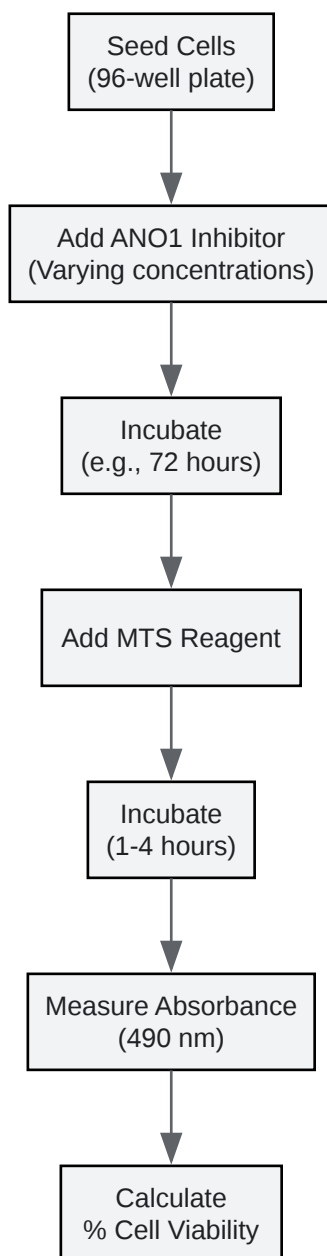 Seed Cells
(96-well plate)
Add ANO1 Inhibitor
(Varying concentrations)
Incubate
(e.g., 72 hours)
Add MTS Reagent
Incubate
(1-4 hours)
Measure Absorbance
(490 nm)
Calculate
% Cell Viability